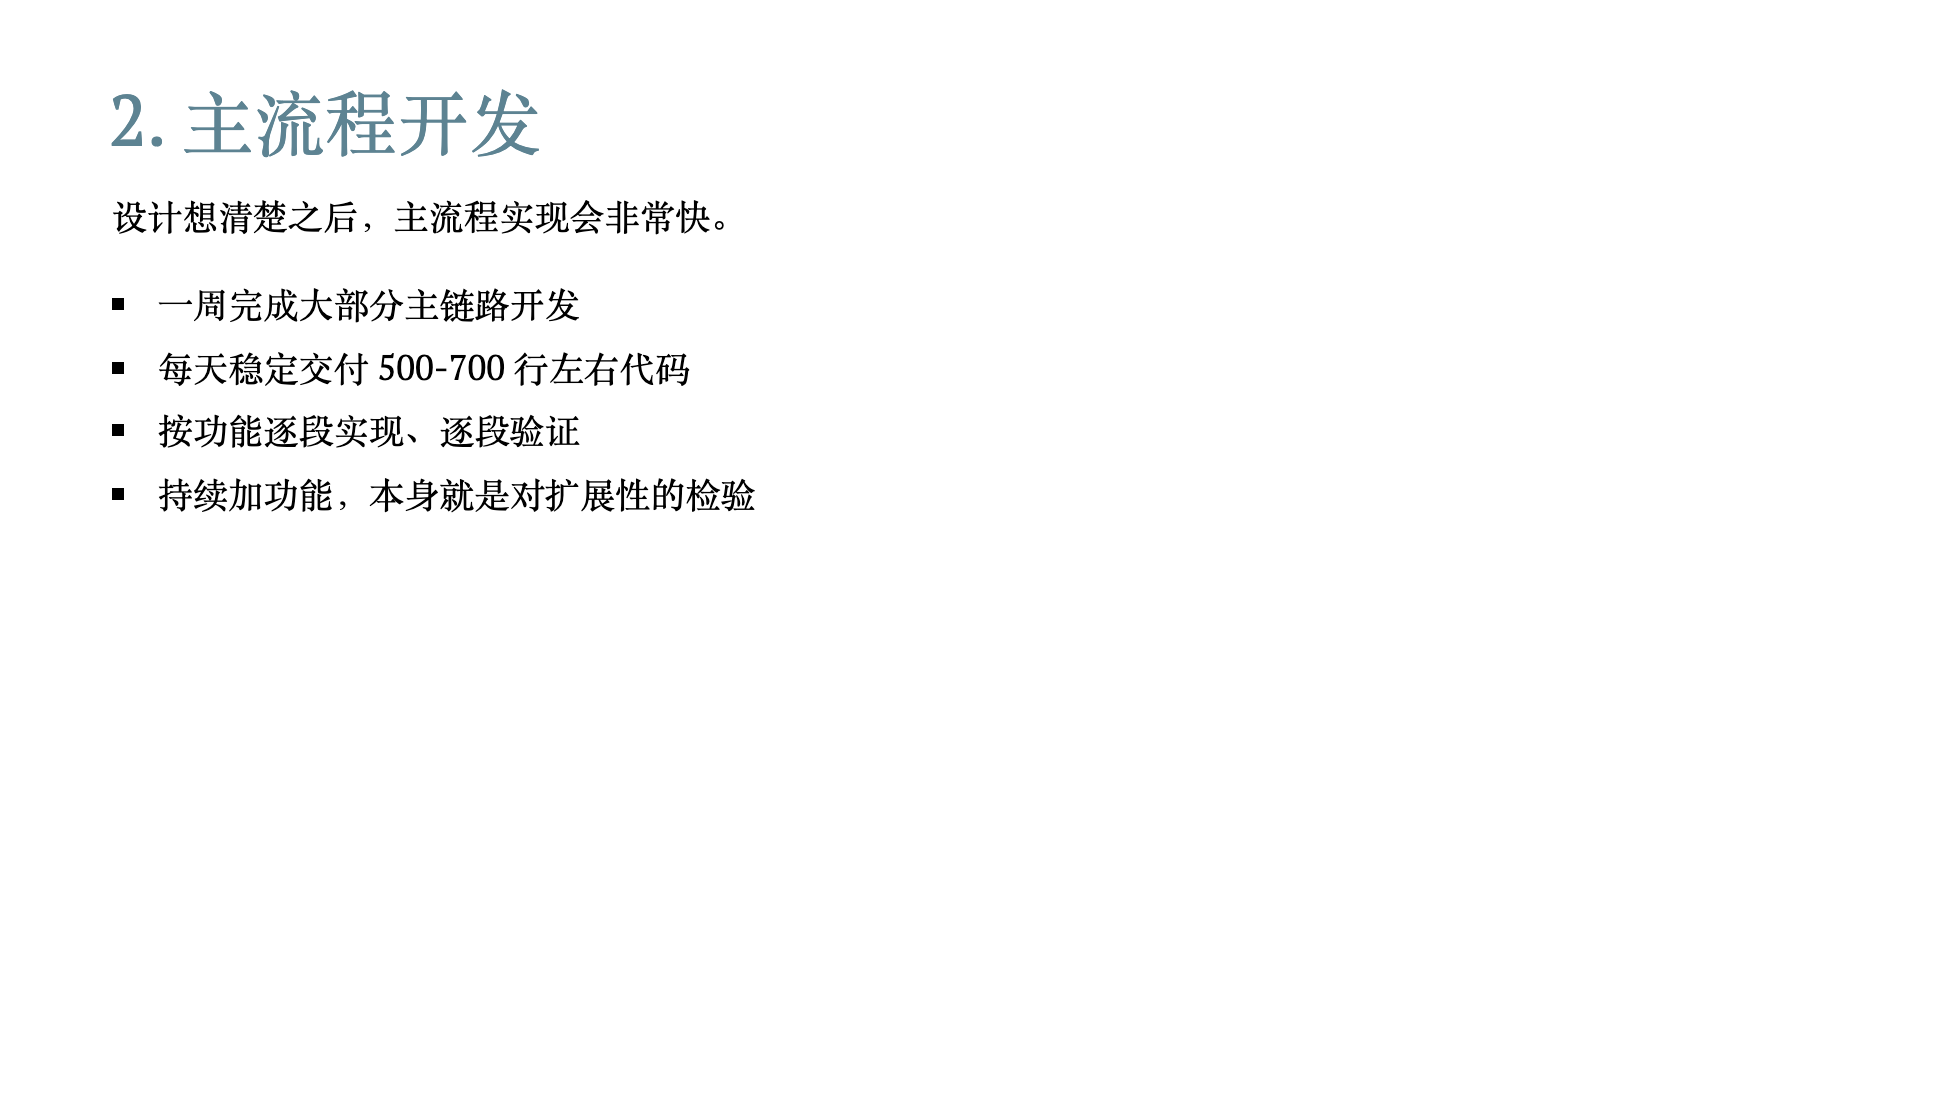 2. 主流程开发
设计想清楚之后，主流程实现会非常快。
▪ 一周完成大部分主链路开发
▪ 每天稳定交付 500-700 行左右代码
▪ 按功能逐段实现、逐段验证
▪ 持续加功能，本身就是对扩展性的检验